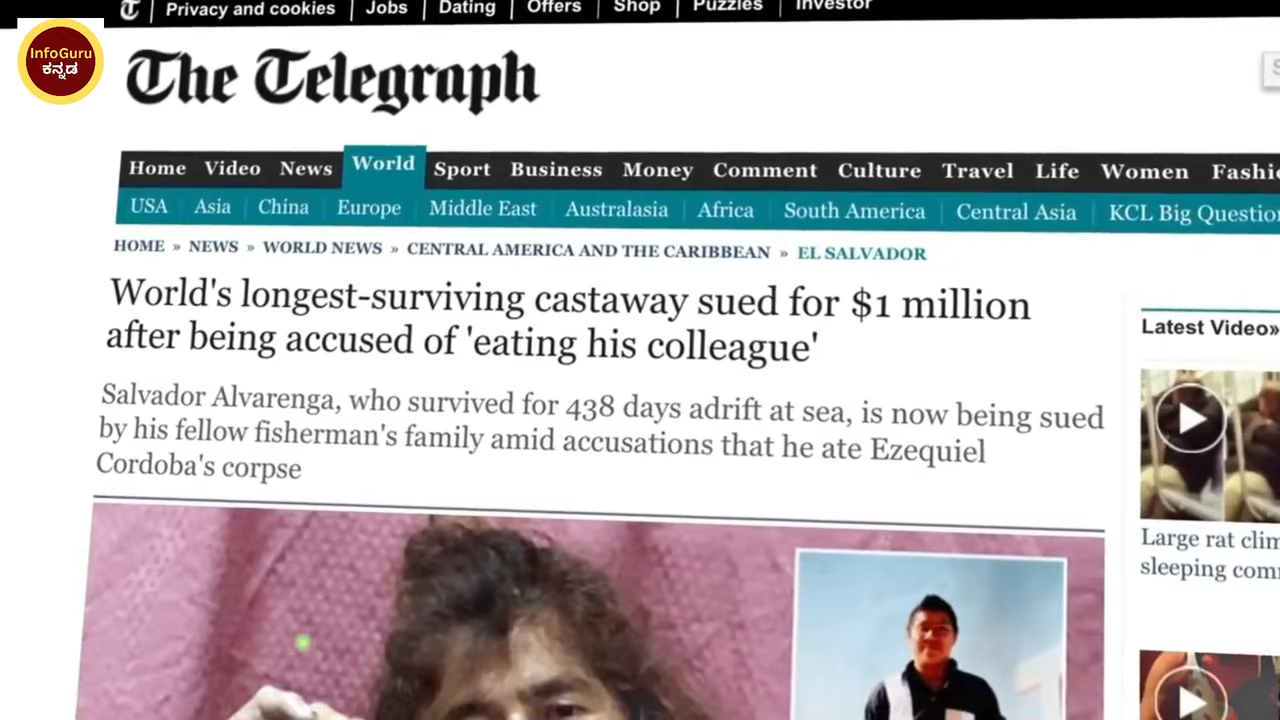 Privacy and cookies Jobs Dating Offers Shop Puzzles Investor
InfoGuru
ಕನ್ನಡ
The Telegraph
Home Video News World Sport Business Money Comment Culture Travel Life Women
USA Asia China Europe Middle East Australasia Africa South America Central Asia KCL Big
HOME » NEWS » WORLD NEWS » CENTRAL AMERICA AND THE CARIBBEAN » EL SALVADOR
World's longest-surviving castaway sued for $1 million
after being accused of 'eating his colleague'
Latest Video»
Salvador Alvarenga, who survived for 438 days adrift at sea, is now being sued
by his fellow fisherman's family amid accusations that he ate Ezequiel
Cordoba's corpse
Large rat
sleeping